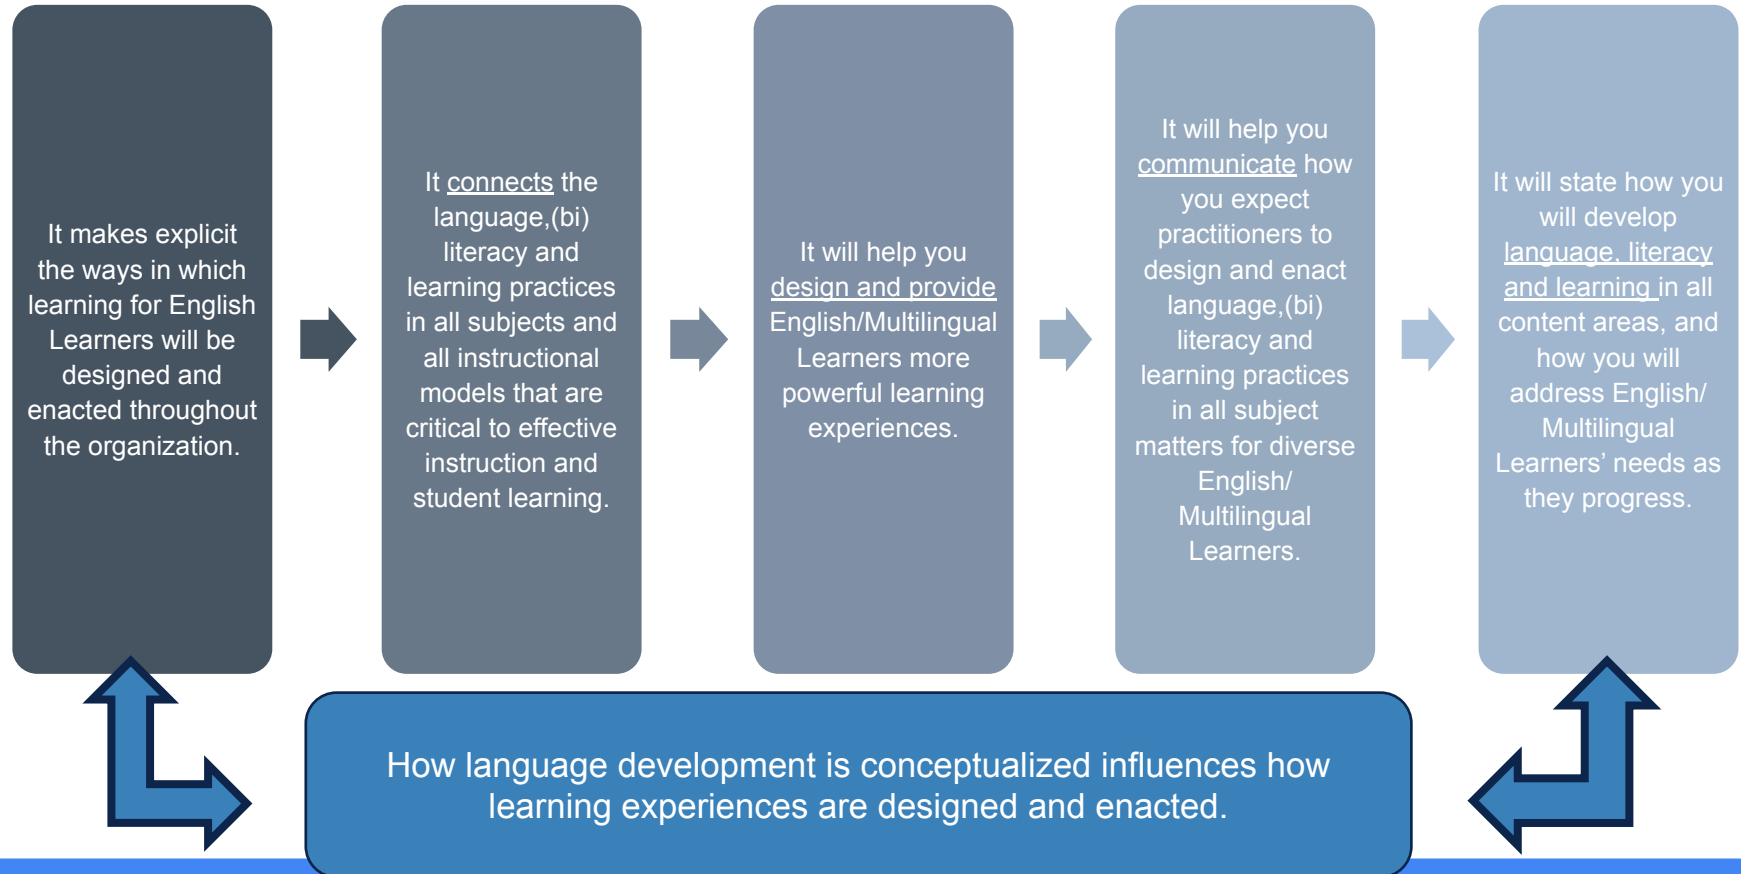 It makes explicit
the ways in which
learning for English
Learners will be
designed and
enacted throughout
the organization.
It connects the
language,(bi)
literacy and
learning practices
in all subjects and
all instructional
models that are
critical to effective
instruction and
student learning.
It will help you
design and provide
English/Multilingual
Learners more
powerful learning
experiences.
It will help you
communicate how
you expect
practitioners to
design and enact
language,(bi)
literacy and
learning practices
in all subject
matters for diverse
English/
Multilingual
Learners.
It will state how you
will develop
language, literacy
and learning in all
content areas, and
how you will
address English/
Multilingual
Learners’ needs as
they progress.
How language development is conceptualized influences how
learning experiences are designed and enacted.